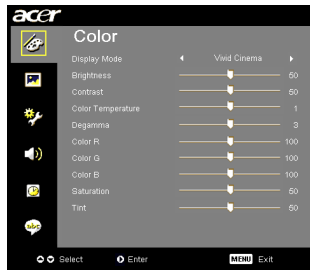 acer
Color
Display Mode Vivid Cinema
Brightness 50
Contrast 50
Color Temperature 1
Degamma 3
Color R 100
Color G 100
Color B 100
Saturation 50
Tint 50
abc
Select Enter MENU Exit